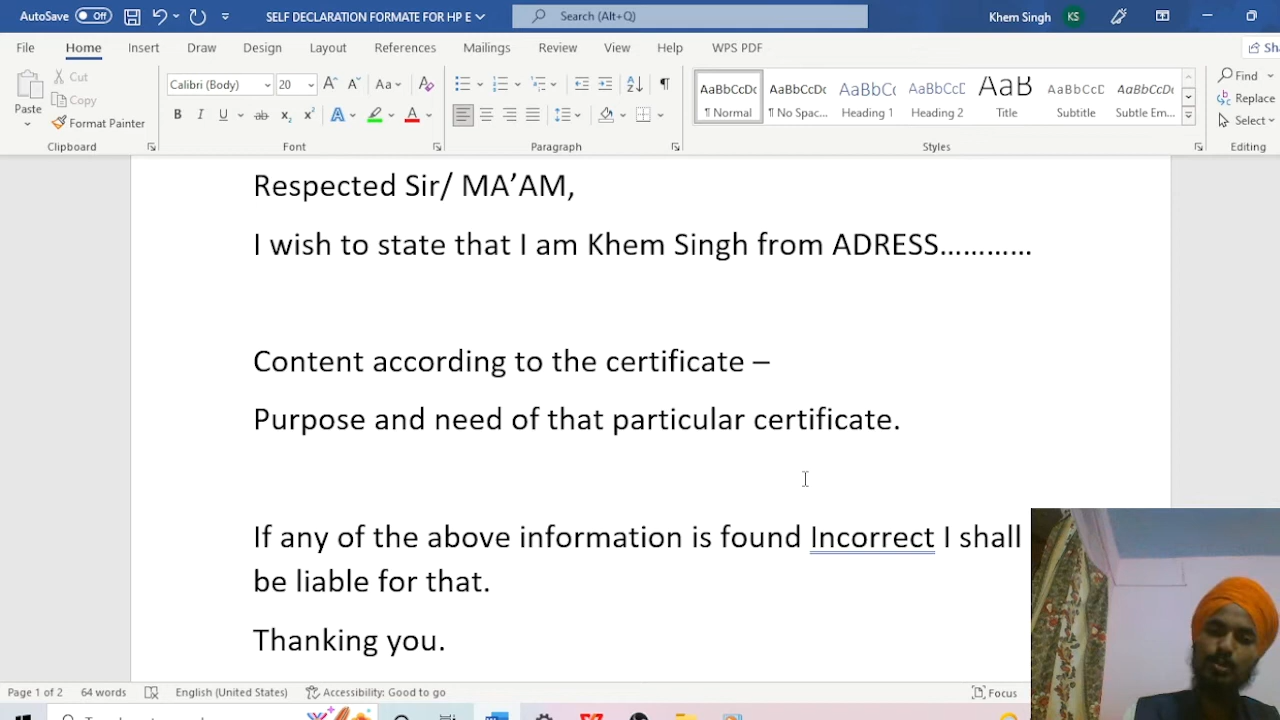 AutoSave Off SELF DECLARATION FORMATE FOR HP E Search (Alt+Q) Khem Singh KS
File Home Insert Draw Design Layout References Mailings Review View Help WPS PDF
Paste Cut Copy Format Painter Clipboard
Calibri (Body) 20 Font
Paragraph
AaBbCcDc AaBbCcDc AaBbCc AaBbCcD AaB AaBbCcD AaBbCcDc
¶ Normal ¶ No Spac... Heading 1 Heading 2 Title Subtitle Subtle Em...
Styles
Find Replace Select Editing
Respected Sir/ MA’AM,
I wish to state that I am Khem Singh from ADRESS…………
Content according to the certificate –
Purpose and need of that particular certificate.
If any of the above information is found Incorrect I shall
be liable for that.
Thanking you.
Page 1 of 2 64 words English (United States) Accessibility: Good to go Focus